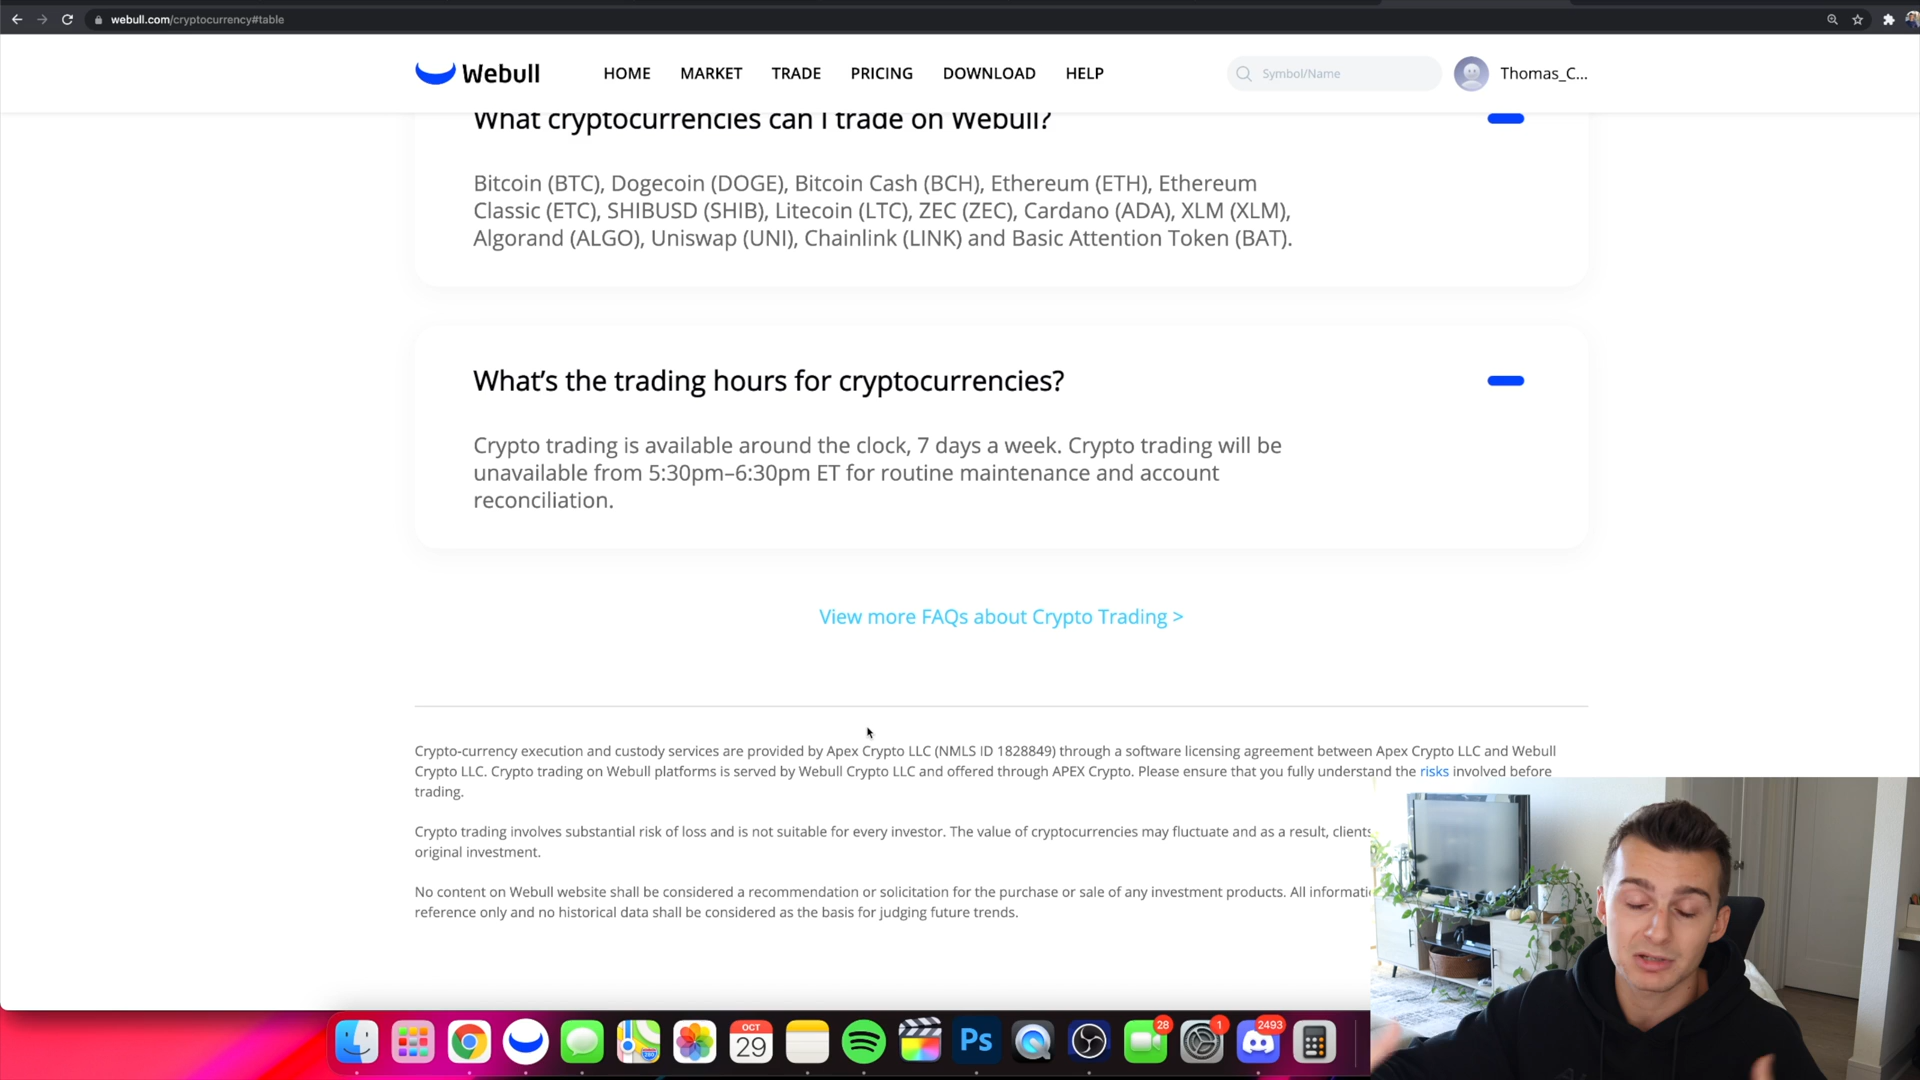 webull.com/cryptocurrency#table
Webull
HOME
MARKET
TRADE
PRICING
DOWNLOAD
HELP
Symbol/Name
Thomas_C...
What cryptocurrencies can I trade on Webull?
Bitcoin (BTC), Dogecoin (DOGE), Bitcoin Cash (BCH), Ethereum (ETH), Ethereum
Classic (ETC), SHIBUSD (SHIB), Litecoin (LTC), ZEC (ZEC), Cardano (ADA), XLM (XLM),
Algorand (ALGO), Uniswap (UNI), Chainlink (LINK) and Basic Attention Token (BAT).
What’s the trading hours for cryptocurrencies?
Crypto trading is available around the clock, 7 days a week. Crypto trading will be
unavailable from 5:30pm–6:30pm ET for routine maintenance and account
reconciliation.
View more FAQs about Crypto Trading >
Crypto-currency execution and custody services are provided by Apex Crypto LLC (NMLS ID 1828849) through a software licensing agreement between Apex Crypto LLC and Webull
Crypto LLC. Crypto trading on Webull platforms is served by Webull Crypto LLC and offered through APEX Crypto. Please ensure that you fully understand the risks involved before
trading.
Crypto trading involves substantial risk of loss and is not suitable for every investor. The value of cryptocurrencies may fluctuate and as a result, clients
original investment.
No content on Webull website shall be considered a recommendation or solicitation for the purchase or sale of any investment products. All
reference only and no historical data shall be considered as the basis for judging future trends.
OCT
29
Ps
28
1
2493